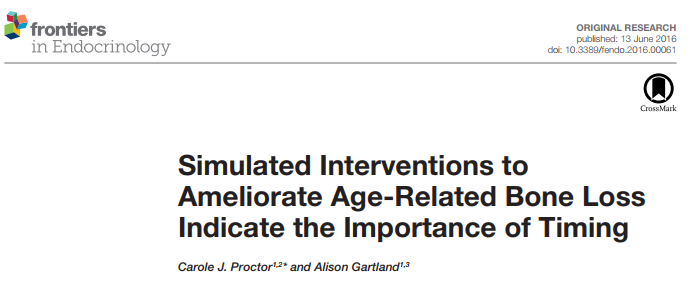 frontiers
in Endocrinology
ORIGINAL RESEARCH
published: 13 June 2016
doi: 10.3389/fendo.2016.00061
CrossMark
Simulated Interventions to
Ameliorate Age-Related Bone Loss
Indicate the Importance of Timing
Carole J. Proctor1,2* and Alison Gartland1,3